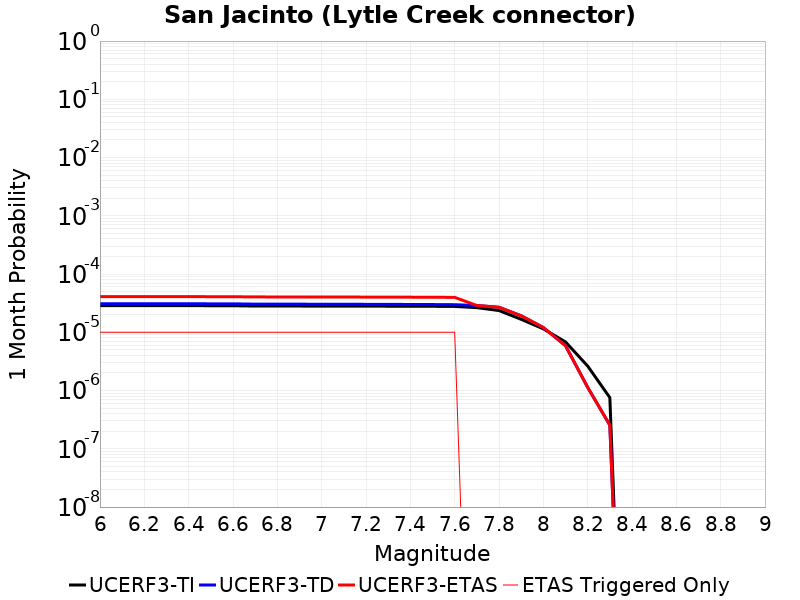 San Jacinto (Lytle Creek connector)
10^0
10^-1
10^-2
10^-3
10^-4
10^-5
10^-6
10^-7
10^-8
1 Month Probability
6 6.2 6.4 6.6 6.8 7 7.2 7.4 7.6 7.8 8 8.2 8.4 8.6 8.8 9
Magnitude
UCERF3-TI UCERF3-TD UCERF3-ETAS ETAS Triggered Only